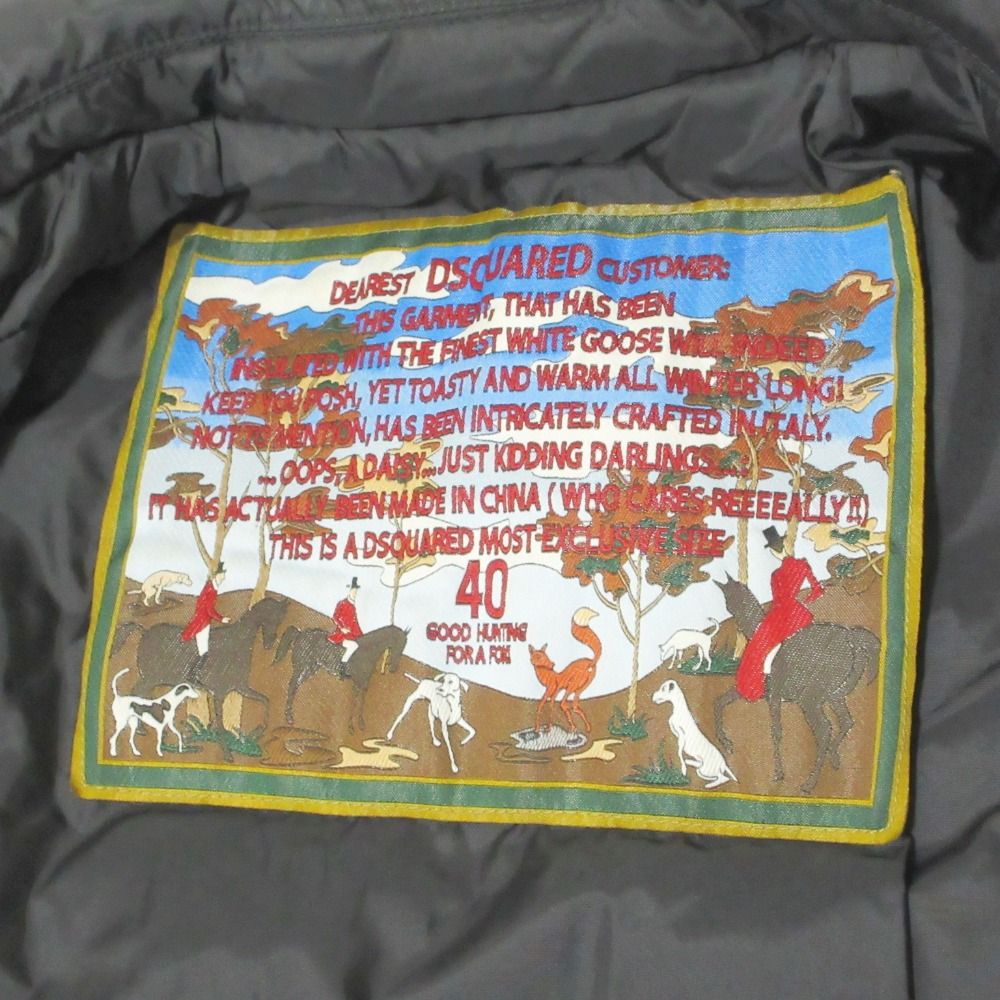 DEAREST DSQUARED CUSTOMER:
THIS GARMENT, THAT HAS BEEN
INSULATED WITH THE FINEST WHITE GOOSE WILL INDEED
KEEP YOU POSH, YET TOASTY AND WARM ALL WINTER LONG!
NOT TO MENTION, HAS BEEN INTRICATELY CRAFTED IN ITALY.
... OOPS, A DAISY... JUST KIDDING DARLINGS.....
IT HAS ACTUALLY BEEN MADE IN CHINA ( WHO CARES REEEEALLY!!)
THIS IS A DSQUARED MOST EXCLUSIVE SIZE
40
GOOD HUNTING
FOR A FOX